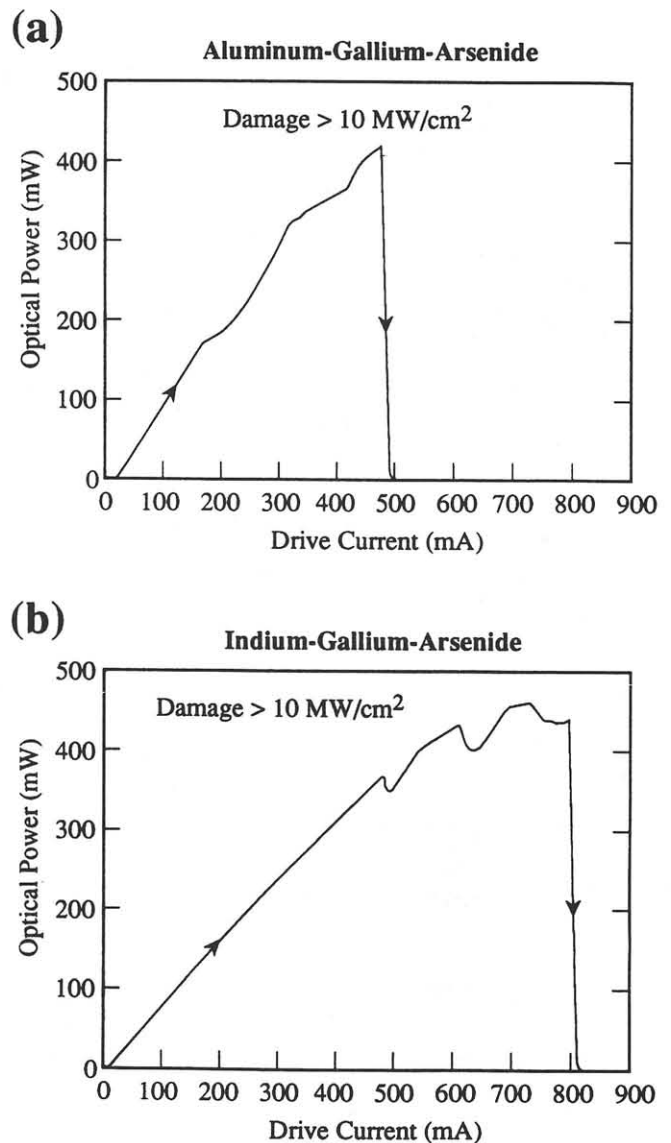 (a)
Aluminum-Gallium-Arsenide
Damage > 10 MW/cm²
Optical Power (mW)
500
400
300
200
100
0
0 100 200 300 400 500 600 700 800 900
Drive Current (mA)
(b)
Indium-Gallium-Arsenide
Damage > 10 MW/cm²
Optical Power (mW)
500
400
300
200
100
0
0 100 200 300 400 500 600 700 800 900
Drive Current (mA)